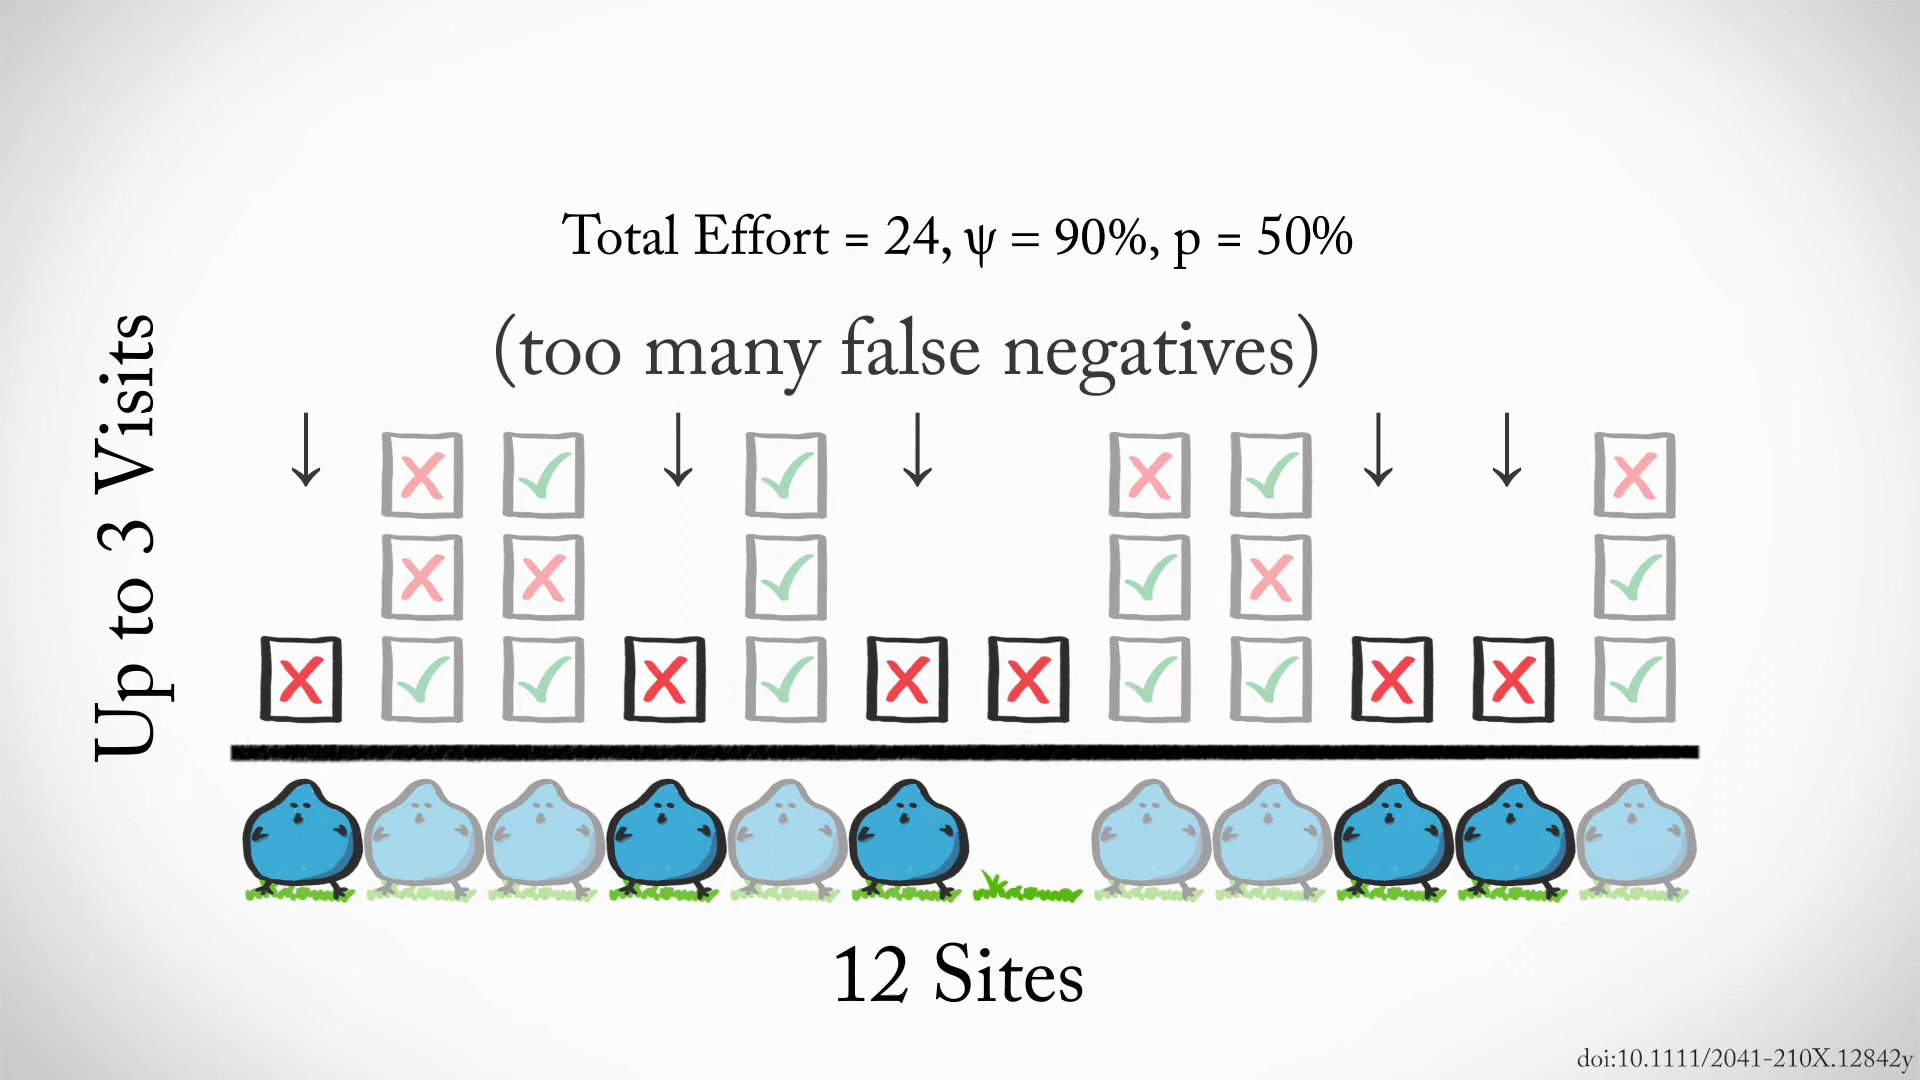 Total Effort = 24, ψ = 90%, p = 50%
(too many false negatives)
Up to 3 Visits
12 Sites
doi:10.1111/2041-210X.12842y